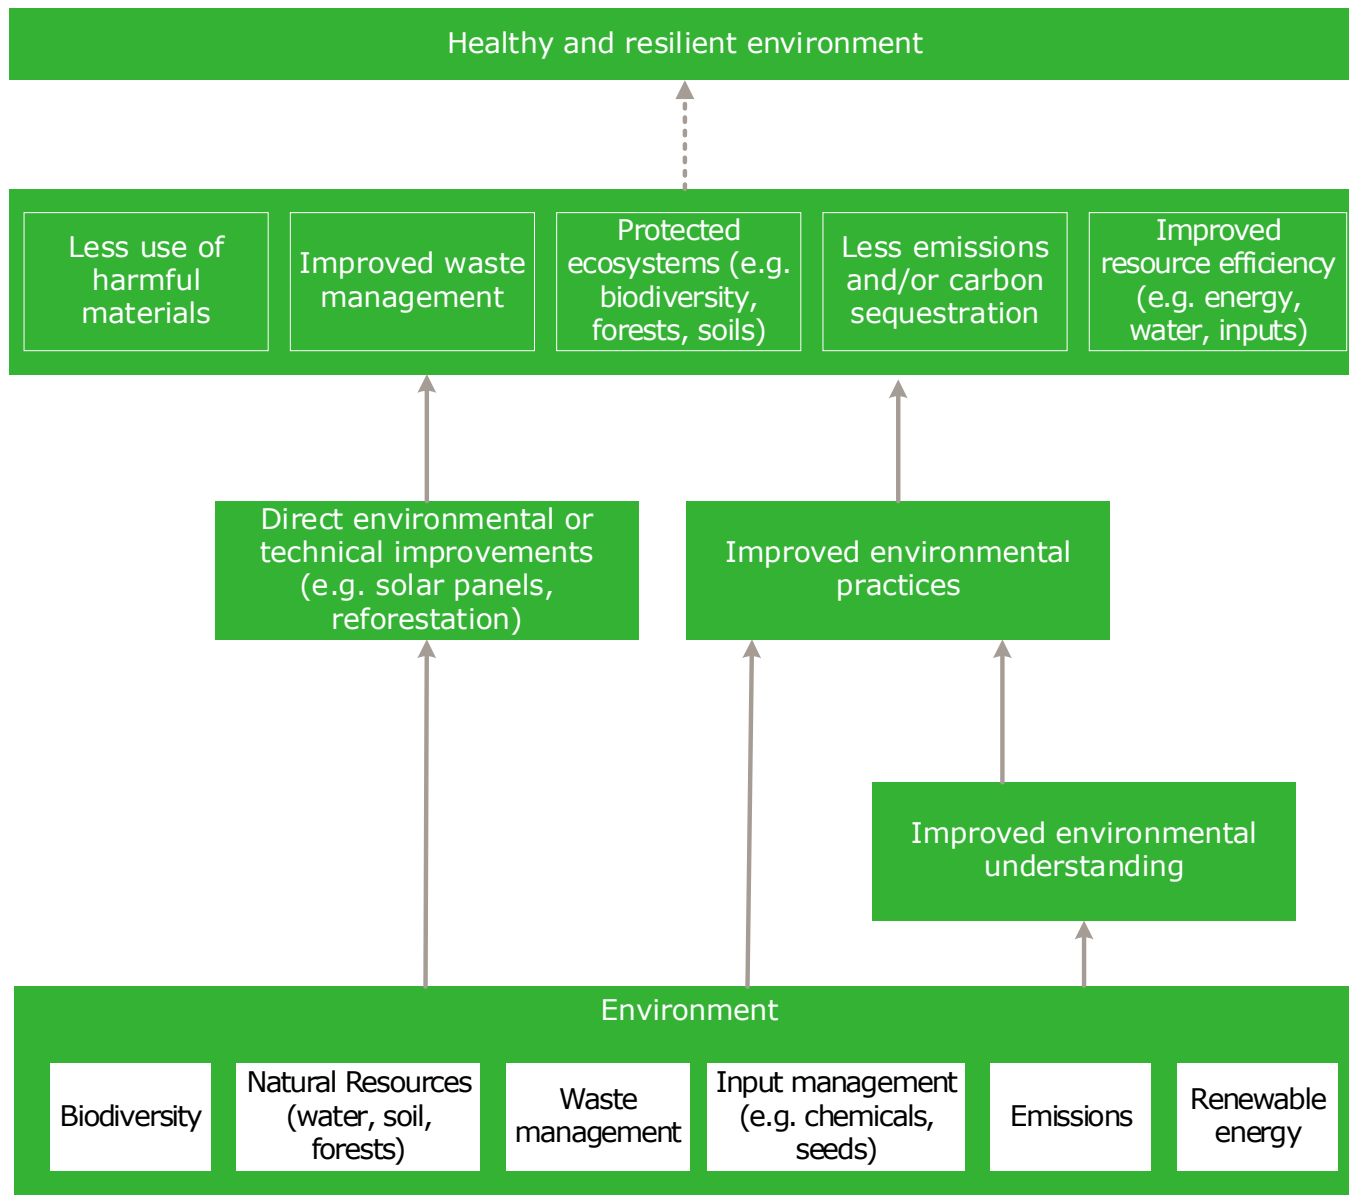 Healthy and resilient environment
Less use of
harmful
materials
Improved waste
management
Protected
ecosystems (e.g.
biodiversity,
forests, soils)
Less emissions
and/or carbon
sequestration
Improved
resource efficiency
(e.g. energy,
water, inputs)
Direct environmental or
technical improvements
(e.g. solar panels,
reforestation)
Improved environmental
practices
Improved environmental
understanding
Environment
Biodiversity
Natural Resources
(water, soil,
forests)
Waste
management
Input management
(e.g. chemicals,
seeds)
Emissions
Renewable
energy